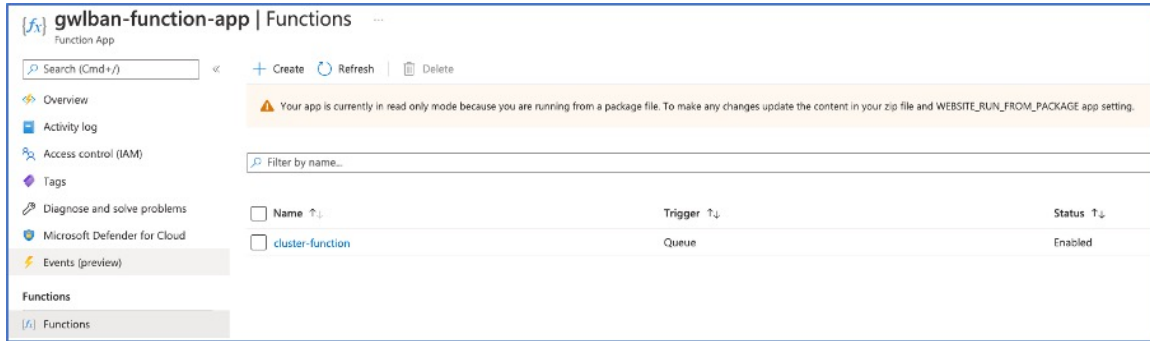 gwlban-function-app | Functions ...
Function App
Search (Cmd+/)
«
Overview
Activity log
Access control (IAM)
Tags
Diagnose and solve problems
Microsoft Defender for Cloud
Events (preview)
Functions
Functions
Create Refresh Delete
Your app is currently in read only mode because you are running from a package file. To make any changes update the content in your zip file and WEBSITE_RUN_FROM_PACKAGE app setting.
Filter by name...
Name ↑↓ Trigger ↑↓ Status ↑↓
cluster-function Queue Enabled